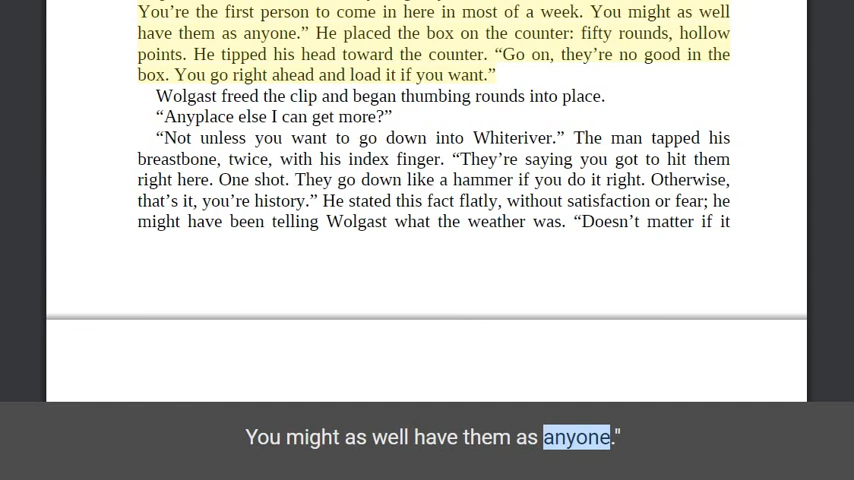 You're the first person to come in here in most of a week. You might as well
have them as anyone.” He placed the box on the counter: fifty rounds, hollow
points. He tipped his head toward the counter. “Go on, they’re no good in the
box. You go right ahead and load it if you want.”
Wolgast freed the clip and began thumbing rounds into place.
“Anyplace else I can get more?”
“Not unless you want to go down into Whiteriver.” The man tapped his
breastbone, twice, with his index finger. “They’re saying you got to hit them
right here. One shot. They go down like a hammer if you do it right. Otherwise,
that’s it, you’re history.” He stated this fact flatly, without satisfaction or fear; he
might have been telling Wolgast what the weather was. “Doesn’t matter if it
You might as well have them as anyone."